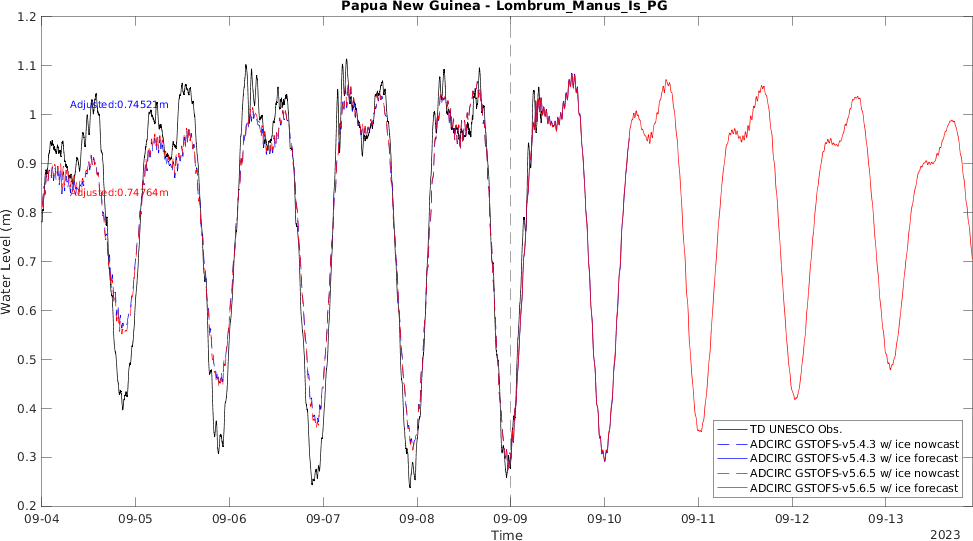 Papua New Guinea - Lombrum_Manus_Is_PG
1.2
1.1
1
0.9
0.8
0.7
0.6
0.5
0.4
0.3
0.2
Water Level (m)
Adjusted:0.74521m
Adjusted:0.74764m
TD UNESCO Obs.
ADCIRC GSTOFS-v5.4.3 w/ ice nowcast
ADCIRC GSTOFS-v5.4.3 w/ ice forecast
ADCIRC GSTOFS-v5.6.5 w/ ice nowcast
ADCIRC GSTOFS-v5.6.5 w/ ice forecast
09-04 09-05 09-06 09-07 09-08 09-09 09-10 09-11 09-12 09-13
Time
2023